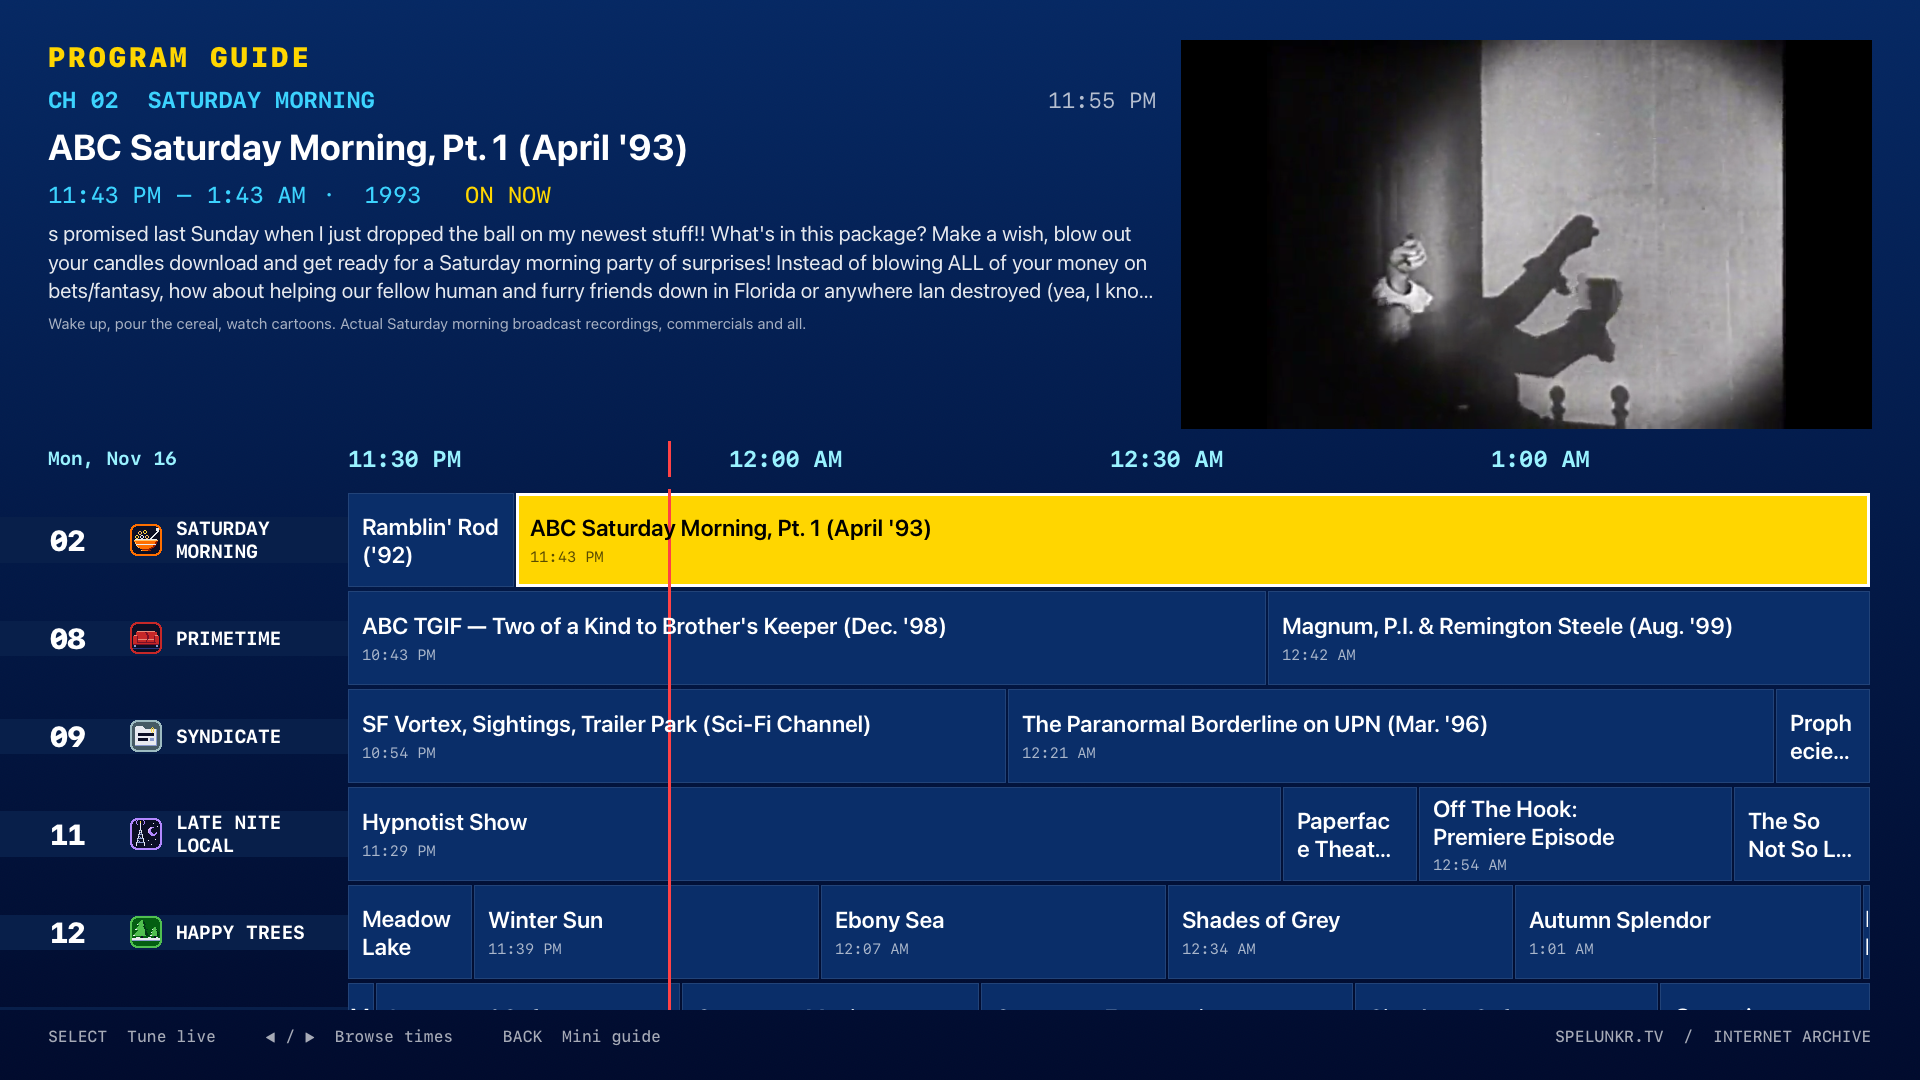 PROGRAM GUIDE
CH 02 SATURDAY MORNING
11:55 PM
ABC Saturday Morning, Pt. 1 (April '93)
11:43 PM — 1:43 AM · 1993 ON NOW
s promised last Sunday when I just dropped the ball on my newest stuff!! What's in this package? Make a wish, blow out
your candles download and get ready for a Saturday morning party of surprises! Instead of blowing ALL of your money on
bets/fantasy, how about helping our fellow human and furry friends down in Florida or anywhere Ian destroyed (yea, I kno...
Wake up, pour the cereal, watch cartoons. Actual Saturday morning broadcast recordings, commercials and all.
Mon, Nov 16
11:30 PM
12:00 AM
12:30 AM
1:00 AM
02
SATURDAY
MORNING
Ramblin' Rod
('92)
ABC Saturday Morning, Pt. 1 (April '93)
11:43 PM
08
PRIMETIME
ABC TGIF — Two of a Kind to Brother's Keeper (Dec. '98)
10:43 PM
Magnum, P.I. & Remington Steele (Aug. '99)
12:42 AM
09
SYNDICATE
SF Vortex, Sightings, Trailer Park (Sci-Fi Channel)
10:54 PM
The Paranormal Borderline on UPN (Mar. '96)
12:21 AM
Proph
ecie...
11
LATE NITE
LOCAL
Hypnotist Show
11:29 PM
Paperfac
e Theat...
Off The Hook:
Premiere Episode
12:54 AM
The So
Not So L...
12
HAPPY TREES
Meadow
Lake
Winter Sun
11:39 PM
Ebony Sea
12:07 AM
Shades of Grey
12:34 AM
Autumn Splendor
1:01 AM
SELECT Tune live ◀ / ▶ Browse times BACK Mini guide
SPELUNKR.TV / INTERNET ARCHIVE